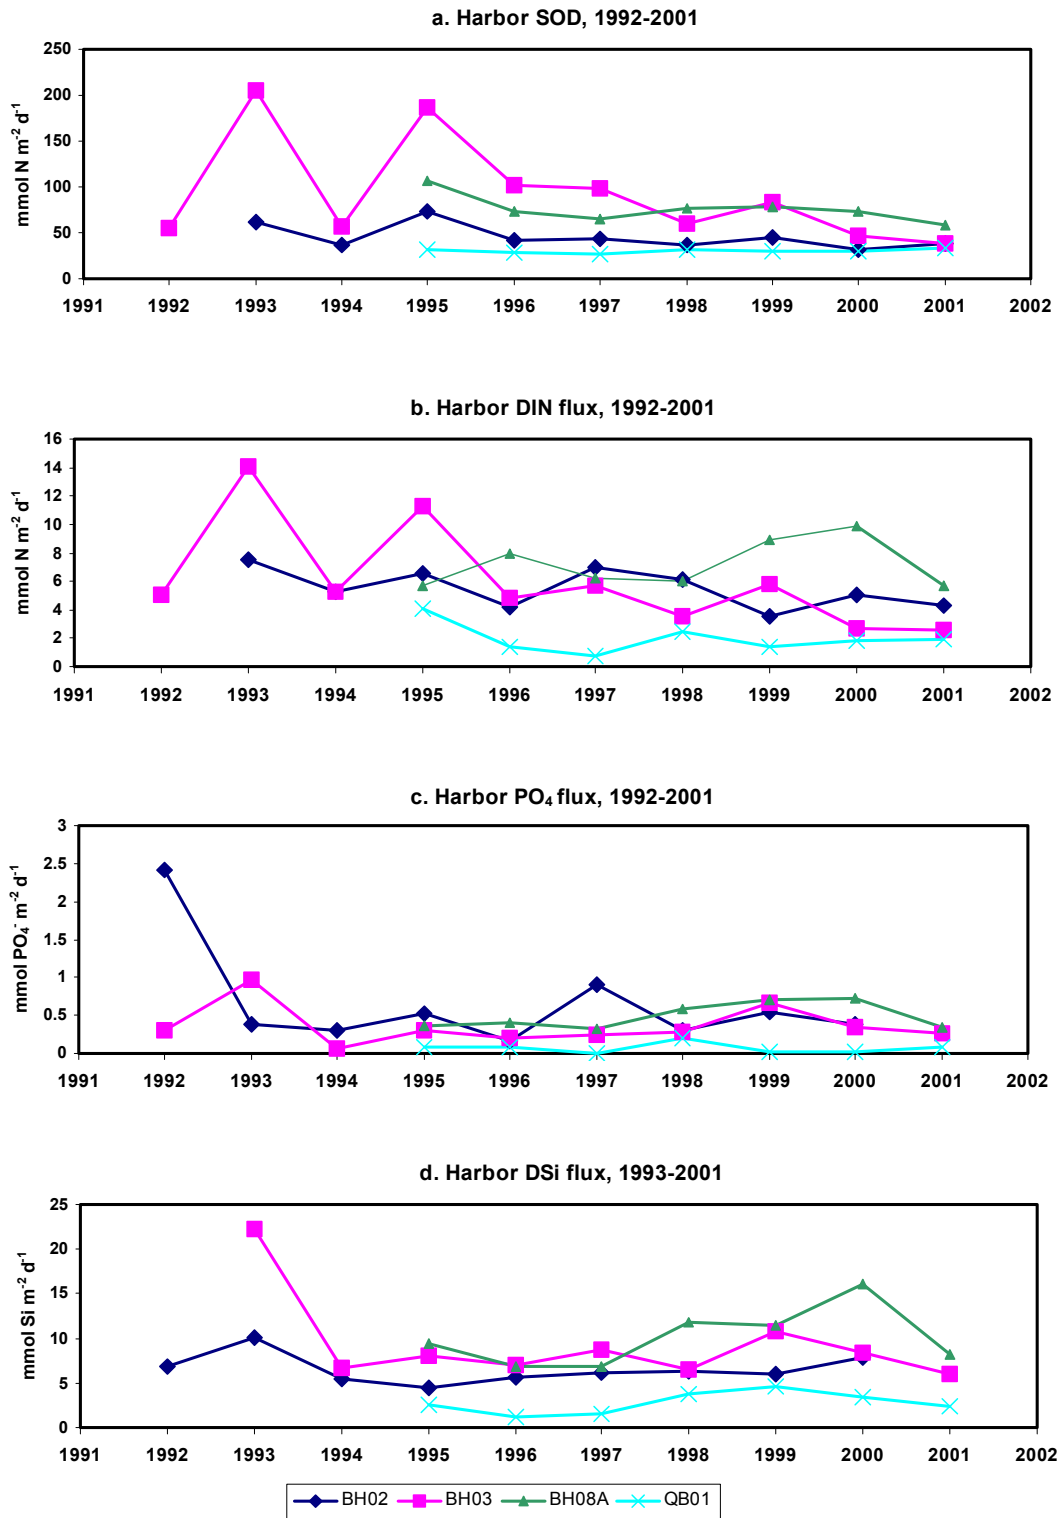 a. Harbor SOD, 1992-2001
250
200
150
100
50
0
mmol N m-2 d-1
1991 1992 1993 1994 1995 1996 1997 1998 1999 2000 2001 2002
b. Harbor DIN flux, 1992-2001
16
14
12
10
8
6
4
2
0
mmol N m-2 d-1
1991 1992 1993 1994 1995 1996 1997 1998 1999 2000 2001 2002
c. Harbor PO4 flux, 1992-2001
3
2.5
2
1.5
1
0.5
0
mmol PO4- m-2 d-1
1991 1992 1993 1994 1995 1996 1997 1998 1999 2000 2001 2002
d. Harbor DSi flux, 1993-2001
25
20
15
10
5
0
mmol Si m-2 d-1
1991 1992 1993 1994 1995 1996 1997 1998 1999 2000 2001 2002
BH02 BH03 BH08A QB01